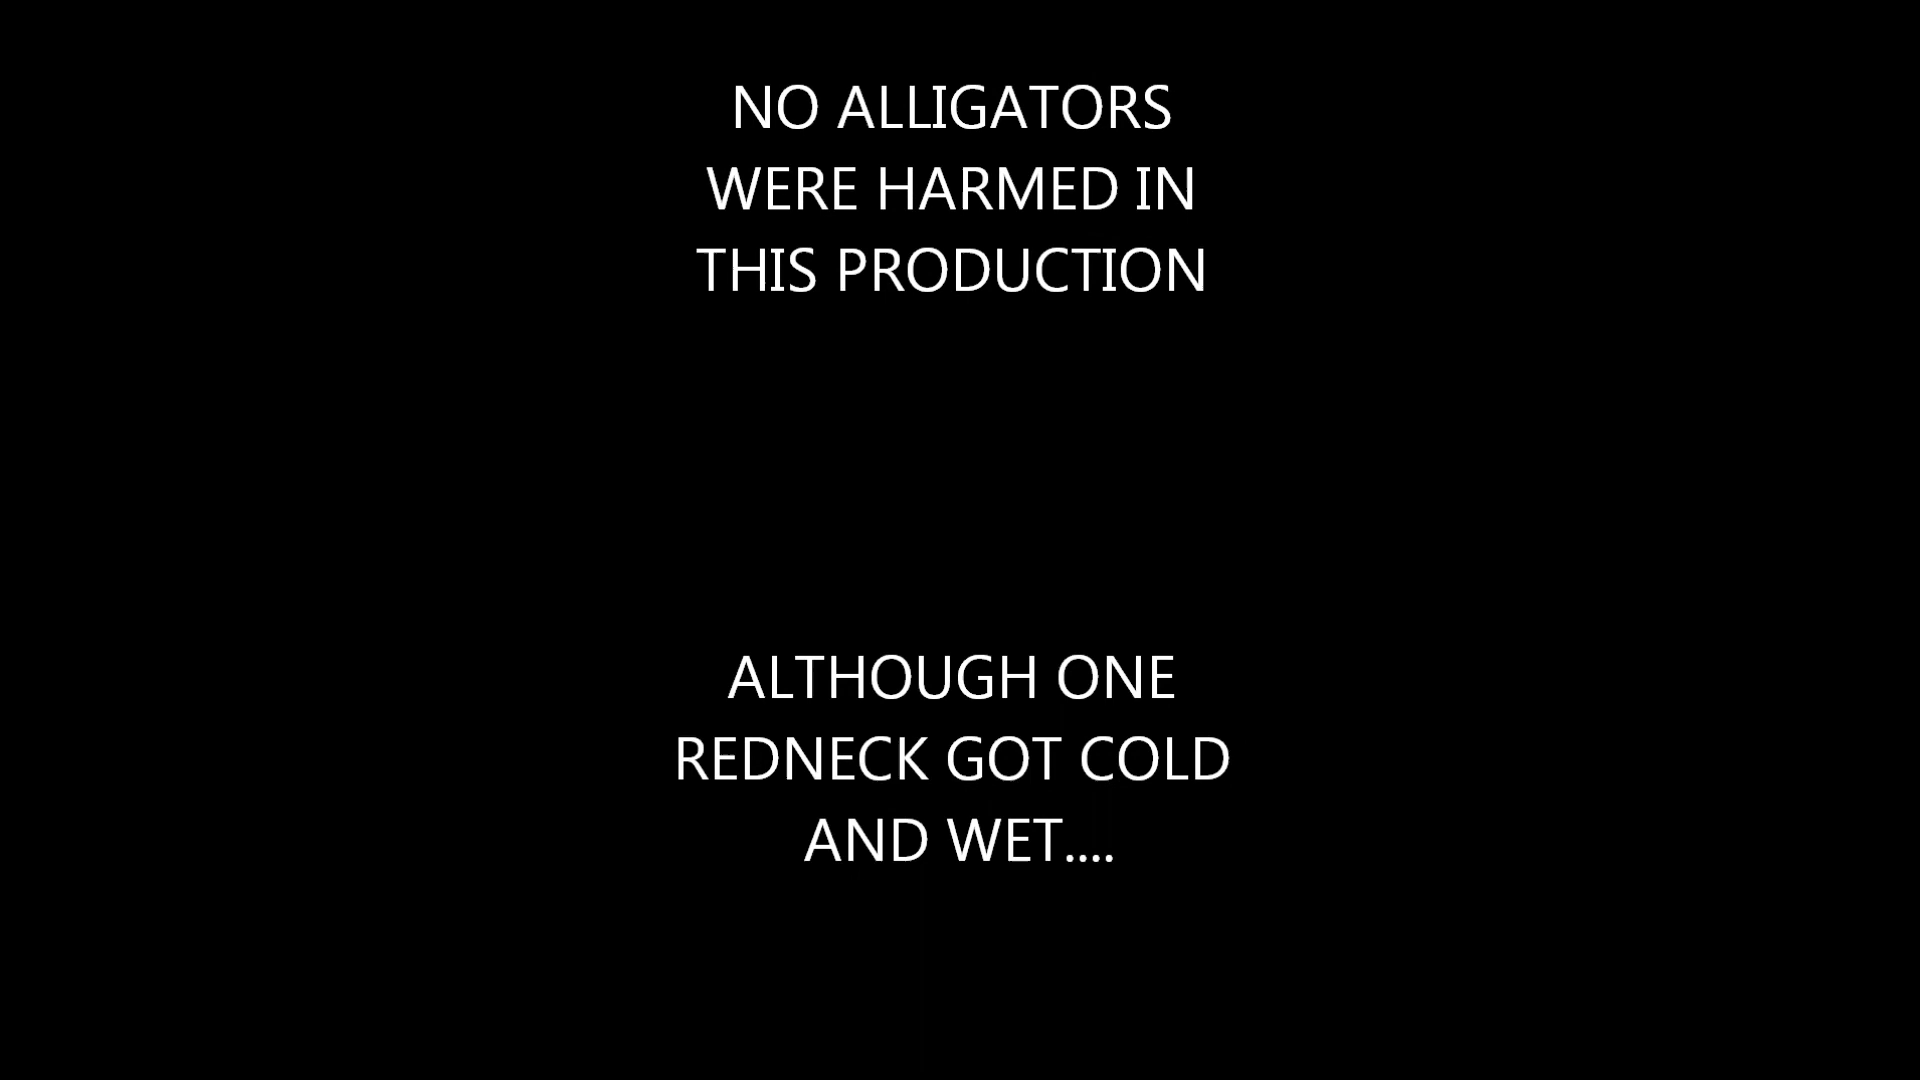 NO ALLIGATORS
WERE HARMED IN
THIS PRODUCTION
ALTHOUGH ONE
REDNECK GOT COLD
AND WET....